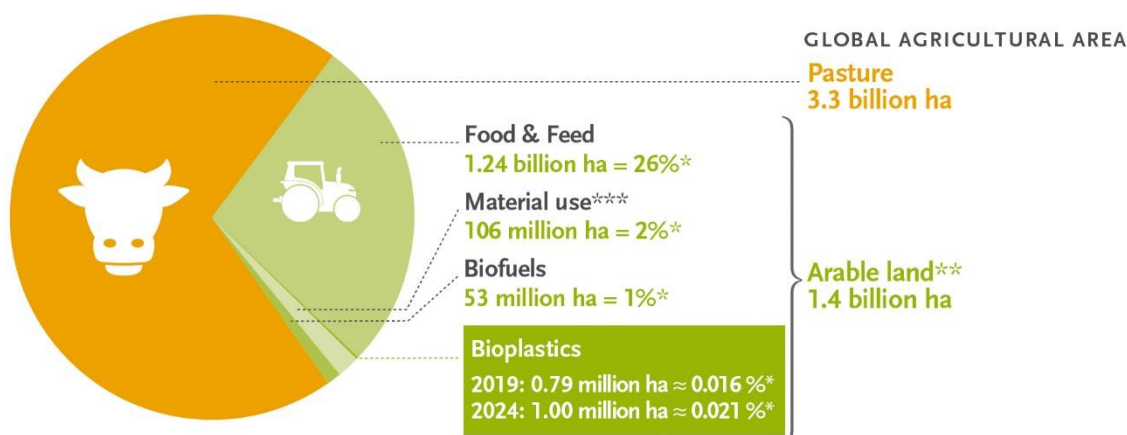 GLOBAL AGRICULTURAL AREA
Pasture
3.3 billion ha
Food & Feed
1.24 billion ha = 26%*
Material use***
106 million ha = 2%*
Biofuels
53 million ha = 1%*
Bioplastics
2019: 0.79 million ha ≈ 0.016 %*
2024: 1.00 million ha ≈ 0.021 %*
Arable land**
1.4 billion ha